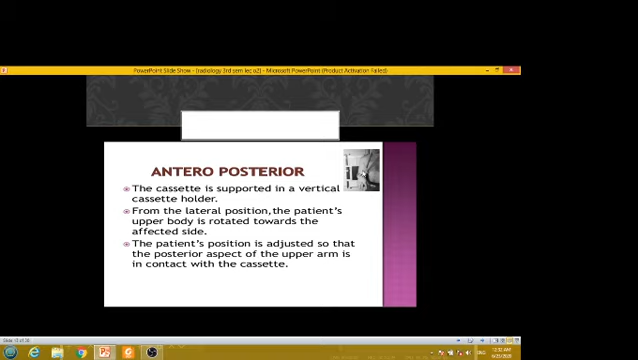 PowerPoint Slide Show - [radiology 3rd sem lec o2] - Microsoft PowerPoint (Product Activation Failed)
ANTERO POSTERIOR
The cassette is supported in a vertical
cassette holder.
From the lateral position,the patient's
upper body is rotated towards the
affected side.
The patient's position is adjusted so that
the posterior aspect of the upper arm is
in contact with the cassette.